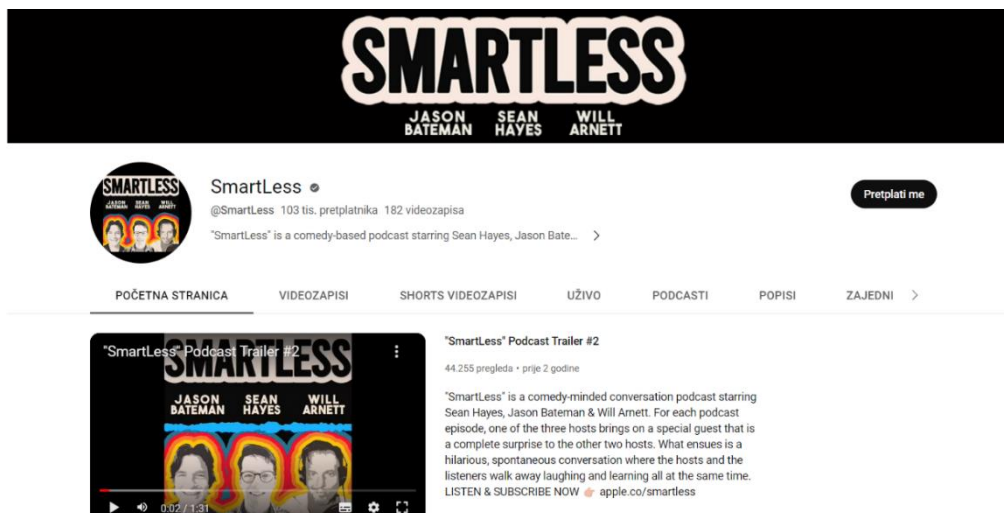 SMARTLESS
JASON BATEMAN SEAN HAYES WILL ARNETT
SMARTLESS
JASON BATEMAN SEAN HAYES WILL ARNETT
SmartLess
@SmartLess 103 tis. pretplatnika 182 videozapisa
"SmartLess" is a comedy-based podcast starring Sean Hayes, Jason Bate...
Pretplati me
POČETNA STRANICA VIDEOZAPISI SHORTS VIDEOZAPISI UŽIVO PODCASTI POPISI ZAJEDNI
"SmartLess" Podcast Trailer #2
SMARTLESS
JASON BATEMAN SEAN HAYES WILL ARNETT
0:02 / 1:31
"SmartLess" Podcast Trailer #2
44.255 pregleda • prije 2 godine
"SmartLess" is a comedy-minded conversation podcast starring
Sean Hayes, Jason Bateman & Will Arnett. For each podcast
episode, one of the three hosts brings on a special guest that is
a complete surprise to the other two hosts. What ensues is a
hilarious, spontaneous conversation where the hosts and the
listeners walk away laughing and learning all at the same time.
LISTEN & SUBSCRIBE NOW 👉🏻 apple.co/smartless